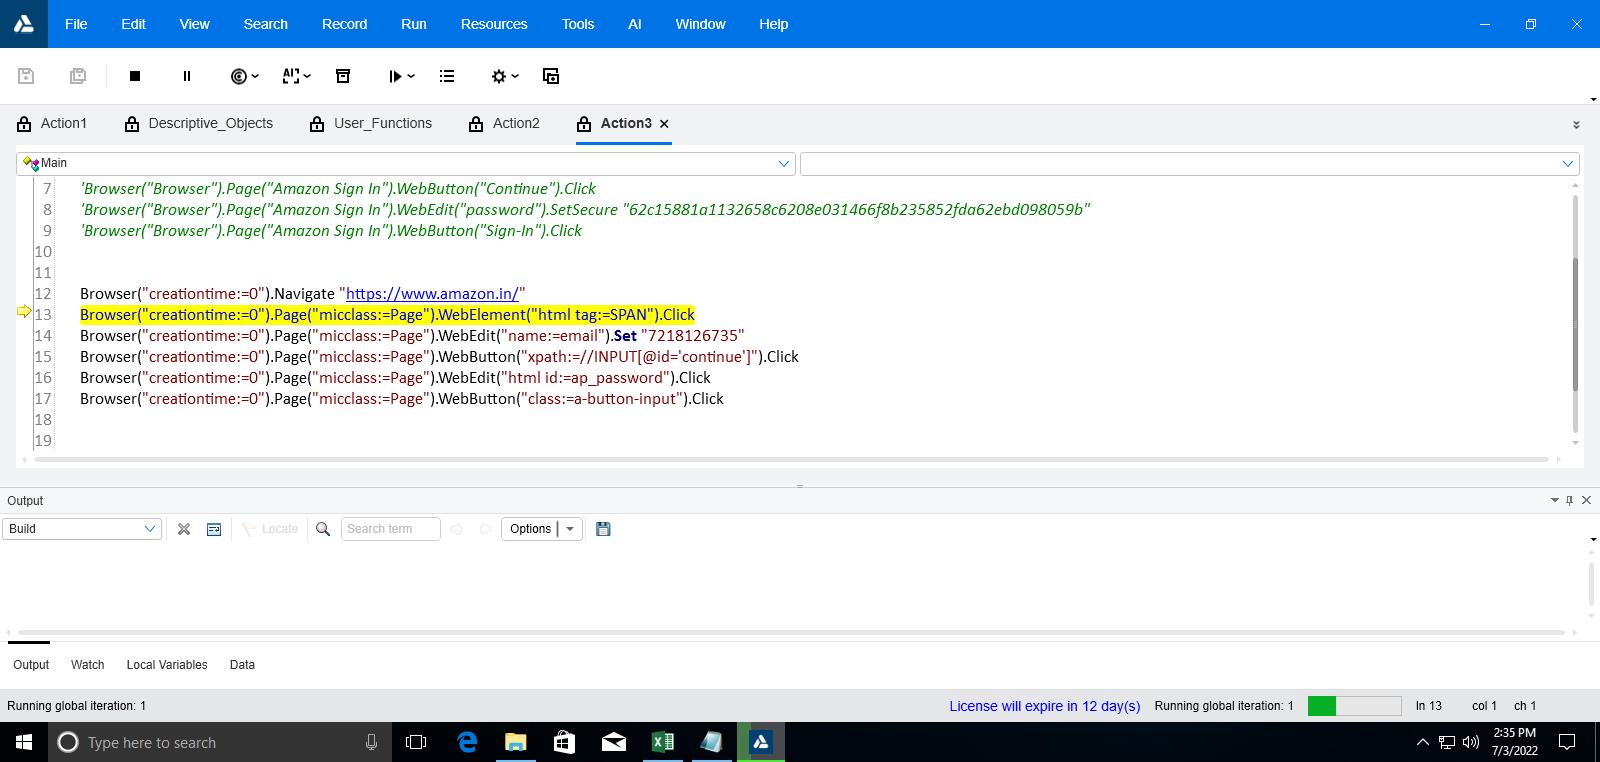 File Edit View Search Record Run Resources Tools AI Window Help
Action1 Descriptive_Objects User_Functions Action2 Action3
Main
7 'Browser("Browser").Page("Amazon Sign In").WebButton("Continue").Click
8 'Browser("Browser").Page("Amazon Sign In").WebEdit("password").SetSecure "62c15881a1132658c6208e031466f8b235852fda62ebd098059b"
9 'Browser("Browser").Page("Amazon Sign In").WebButton("Sign-In").Click
10
11
12 Browser("creationtime:=0").Navigate "https://www.amazon.in/"
13 Browser("creationtime:=0").Page("micclass:=Page").WebElement("html tag:=SPAN").Click
14 Browser("creationtime:=0").Page("micclass:=Page").WebEdit("name:=email").Set "7218126735"
15 Browser("creationtime:=0").Page("micclass:=Page").WebButton("xpath:=//INPUT[@id='continue']").Click
16 Browser("creationtime:=0").Page("micclass:=Page").WebEdit("html id:=ap_password").Click
17 Browser("creationtime:=0").Page("micclass:=Page").WebButton("class:=a-button-input").Click
18
19
Output
Build Locate Search term Options
Output Watch Local Variables Data
Running global iteration: 1 License will expire in 12 day(s) Running global iteration: 1 ln 13 col 1 ch 1
Type here to search 2:35 PM
7/3/2022